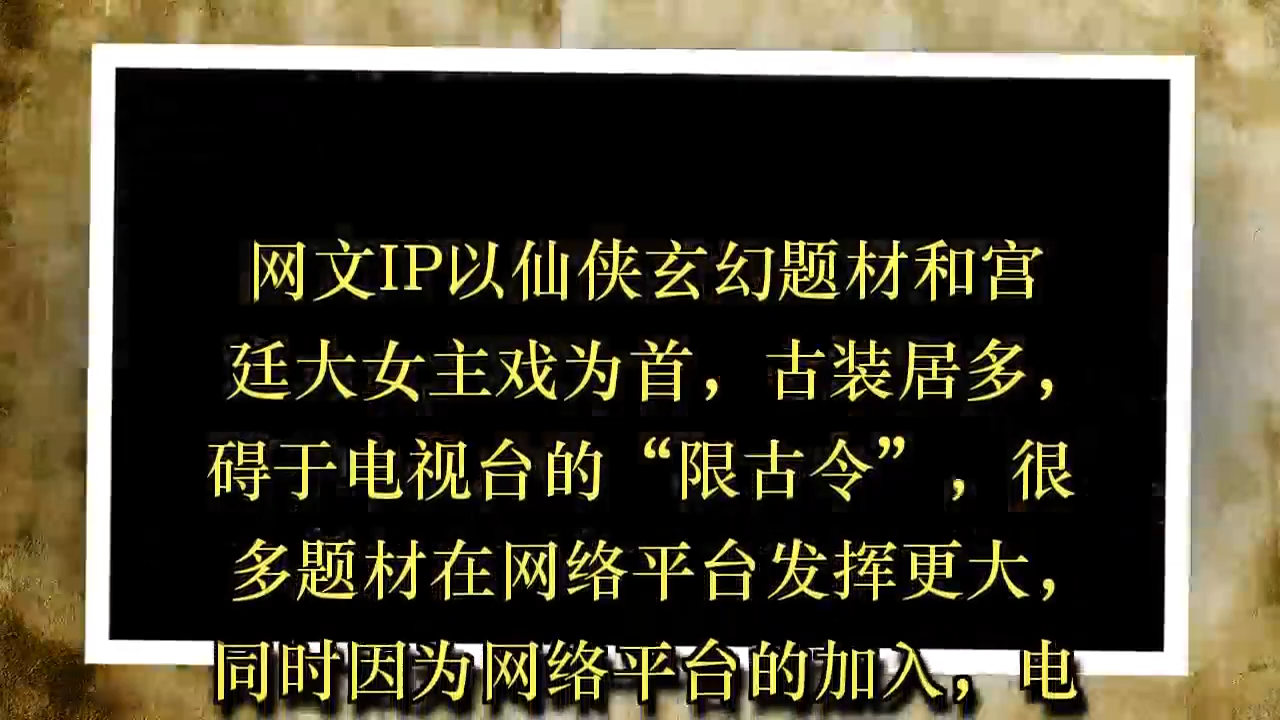 网文IP以仙侠玄幻题材和宫
廷大女主戏为首，古装居多，
碍于电视台的“限古令”，很
多题材在网络平台发挥更大，
同时因为网络平台的加入，电